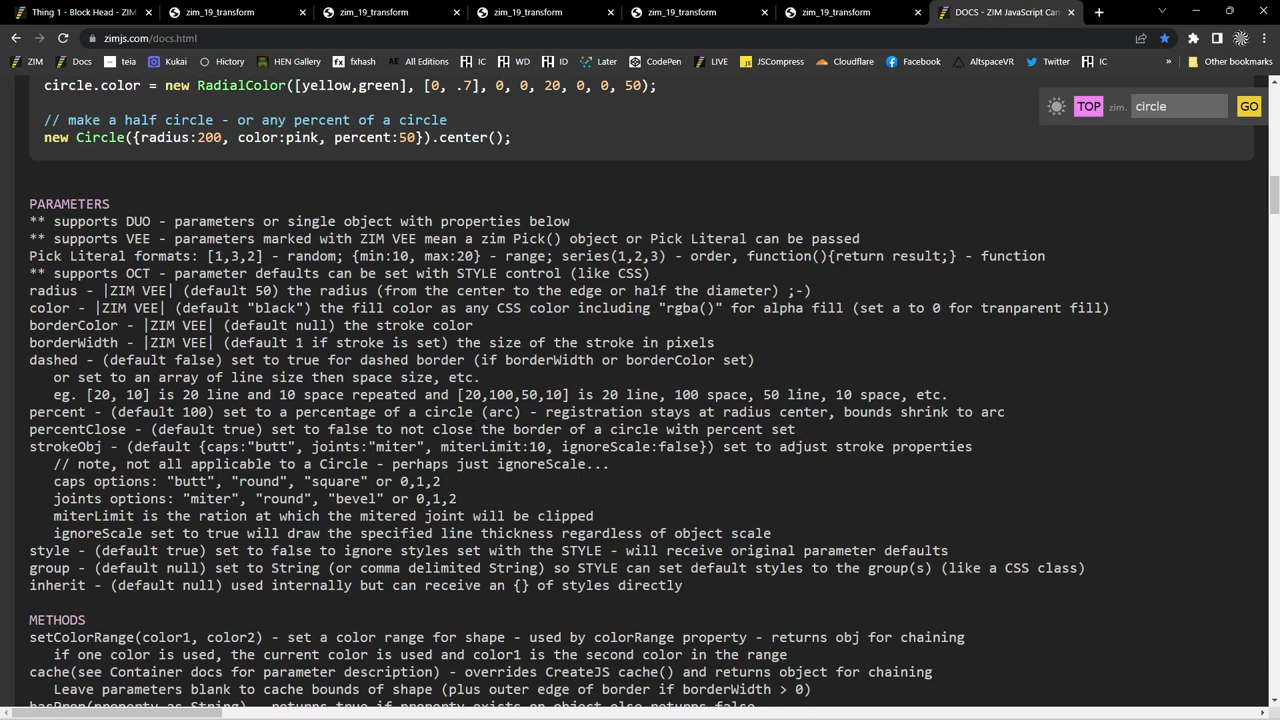 Thing 1 - Block Head - ZIM
zim_19_transform
zim_19_transform
zim_19_transform
zim_19_transform
zim_19_transform
DOCS - ZIM JavaScript Can
zimjs.com/docs.html
ZIM
Docs
teia
Kukai
Hictory
HEN Gallery
fxhash
All Editions
HC
WD
ID
Later
CodePen
LIVE
JSCompress
Cloudflare
Facebook
AltspaceVR
Twitter
HC
»
Other bookmarks
circle.color = new RadialColor([yellow,green], [0, .7], 0, 0, 20, 0, 0, 50);
TOP zim. circle GO
// make a half circle - or any percent of a circle
new Circle({radius:200, color:pink, percent:50}).center();
PARAMETERS
** supports DUO - parameters or single object with properties below
** supports VEE - parameters marked with ZIM VEE mean a zim Pick() object or Pick Literal can be passed
Pick Literal formats: [1,3,2] - random; {min:10, max:20} - range; series(1,2,3) - order, function(){return result;} - function
** supports OCT - parameter defaults can be set with STYLE control (like CSS)
radius - |ZIM VEE| (default 50) the radius (from the center to the edge or half the diameter) ;-)
color - |ZIM VEE| (default "black") the fill color as any CSS color including "rgba()" for alpha fill (set a to 0 for tranparent fill)
borderColor - |ZIM VEE| (default null) the stroke color
borderWidth - |ZIM VEE| (default 1 if stroke is set) the size of the stroke in pixels
dashed - (default false) set to true for dashed border (if borderWidth or borderColor set)
or set to an array of line size then space size, etc.
eg. [20, 10] is 20 line and 10 space repeated and [20,100,50,10] is 20 line, 100 space, 50 line, 10 space, etc.
percent - (default 100) set to a percentage of a circle (arc) - registration stays at radius center, bounds shrink to arc
percentClose - (default true) set to false to not close the border of a circle with percent set
strokeObj - (default {caps:"butt", joints:"miter", miterLimit:10, ignoreScale:false}) set to adjust stroke properties
// note, not all applicable to a Circle - perhaps just ignoreScale...
caps options: "butt", "round", "square" or 0,1,2
joints options: "miter", "round", "bevel" or 0,1,2
miterLimit is the ration at which the mitered joint will be clipped
ignoreScale set to true will draw the specified line thickness regardless of object scale
style - (default true) set to false to ignore styles set with the STYLE - will receive original parameter defaults
group - (default null) set to String (or comma delimited String) so STYLE can set default styles to the group(s) (like a CSS class)
inherit - (default null) used internally but can receive an {} of styles directly
METHODS
setColorRange(color1, color2) - set a color range for shape - used by colorRange property - returns obj for chaining
if one color is used, the current color is used and color1 is the second color in the range
cache(see Container docs for parameter description) - overrides CreateJS cache() and returns object for chaining
Leave parameters blank to cache bounds of shape (plus outer edge of border if borderWidth > 0)
hasProp(property as String) - returns true if property exists on object else returns false